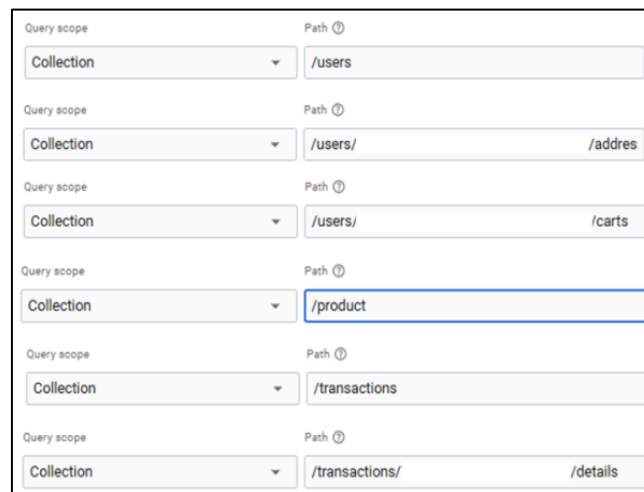 Query scope Path ?
Collection /users
Query scope Path ?
Collection /users/ /addres
Query scope Path ?
Collection /users/ /carts
Query scope Path ?
Collection /product
Query scope Path ?
Collection /transactions
Query scope Path ?
Collection /transactions/ /details